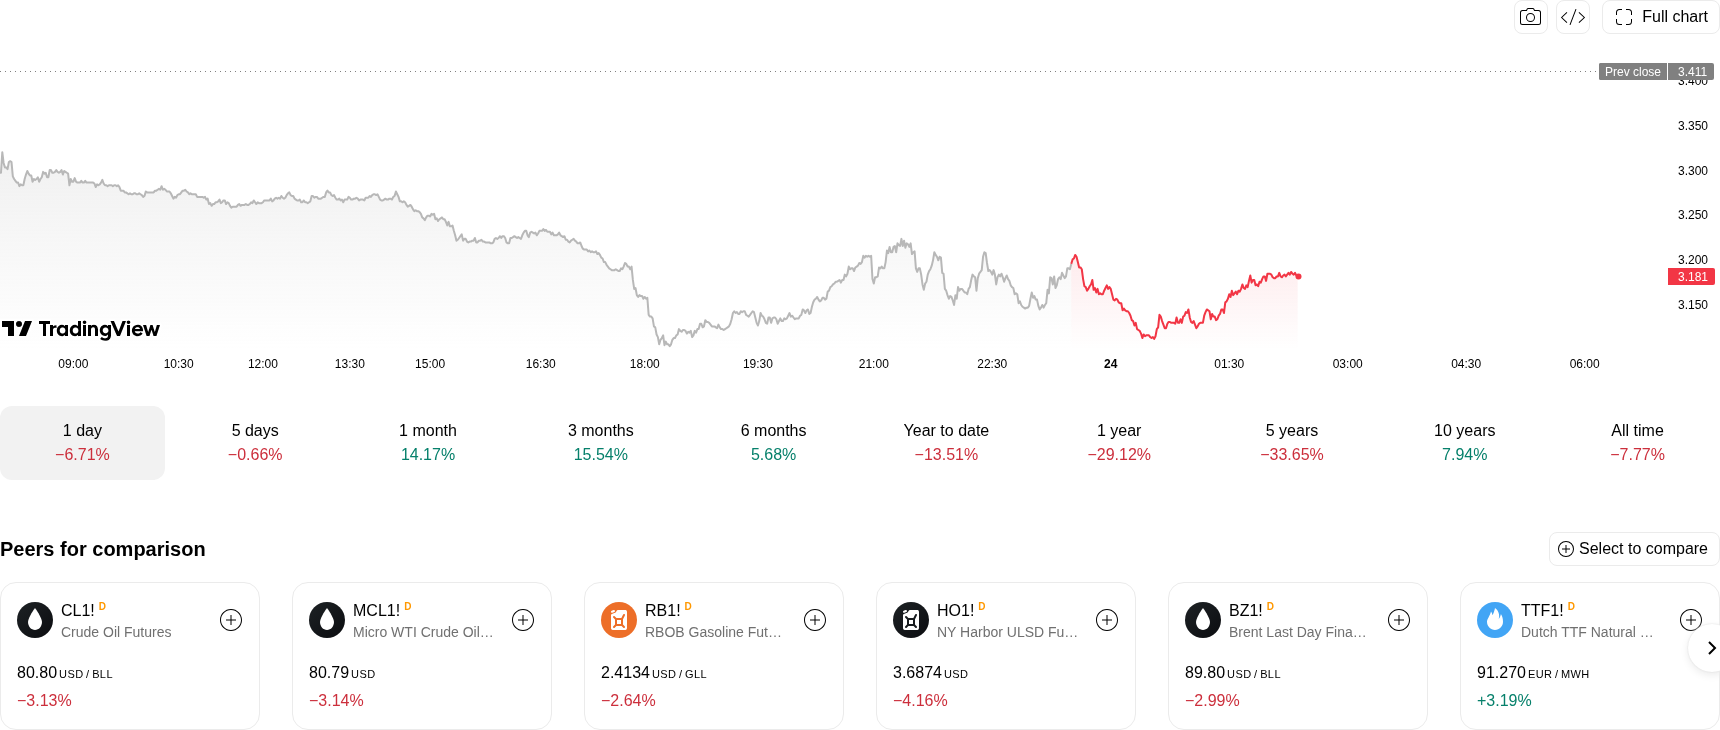 Full chart
Prev close 3.411
3.400
3.350
3.300
3.250
3.200
3.181
3.150
TradingView
09:00 10:30 12:00 13:30 15:00 16:30 18:00 19:30 21:00 22:30 24 01:30 03:00 04:30 06:00
1 day 5 days 1 month 3 months 6 months Year to date 1 year 5 years 10 years All time
−6.71% −0.66% 14.17% 15.54% 5.68% −13.51% −29.12% −33.65% 7.94% −7.77%
Peers for comparison
Select to compare
CL1! D
Crude Oil Futures
80.80 USD / BLL
−3.13%
MCL1! D
Micro WTI Crude Oil…
80.79 USD
−3.14%
RB1! D
RBOB Gasoline Fut…
2.4134 USD / GLL
−2.64%
HO1! D
NY Harbor ULSD Fu…
3.6874 USD
−4.16%
BZ1! D
Brent Last Day Fina…
89.80 USD / BLL
−2.99%
TTF1! D
Dutch TTF Natural …
91.270 EUR / MWH
+3.19%